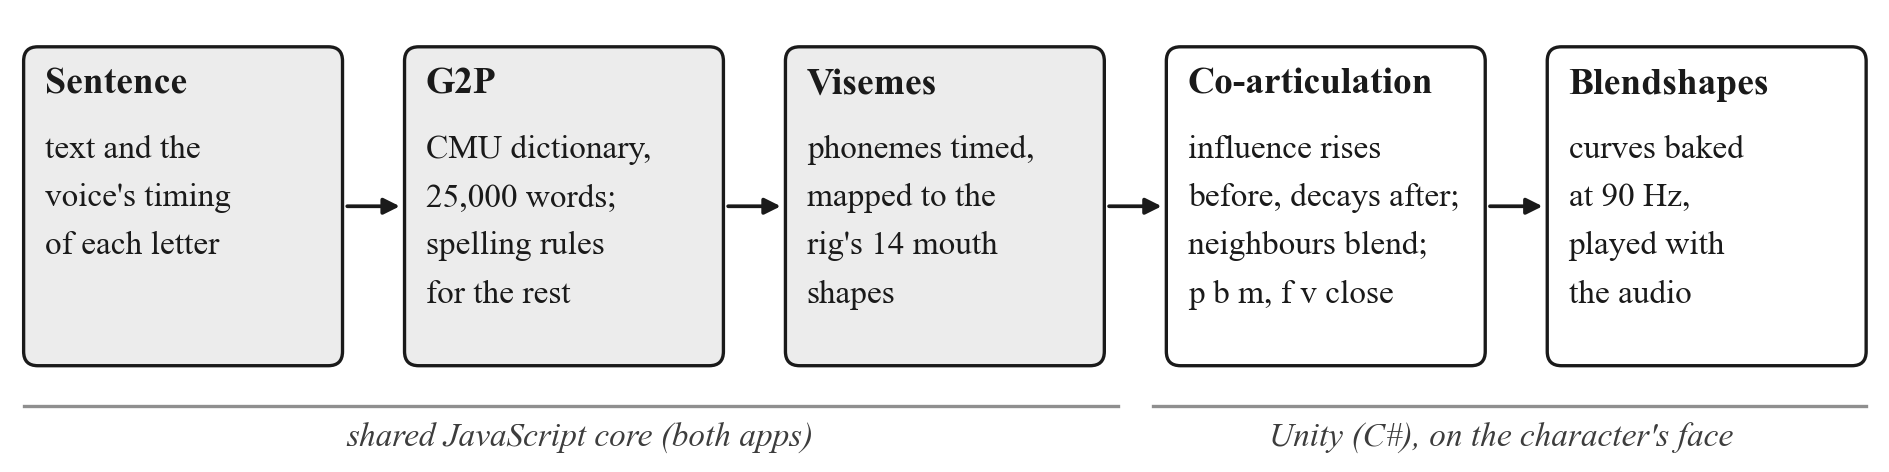 Sentence
text and the
voice's timing
of each letter
G2P
CMU dictionary,
25,000 words;
spelling rules
for the rest
Visemes
phonemes timed,
mapped to the
rig's 14 mouth
shapes
Co-articulation
influence rises
before, decays after;
neighbours blend;
p b m, f v close
Blendshapes
curves baked
at 90 Hz,
played with
the audio
shared JavaScript core (both apps)
Unity (C#), on the character's face